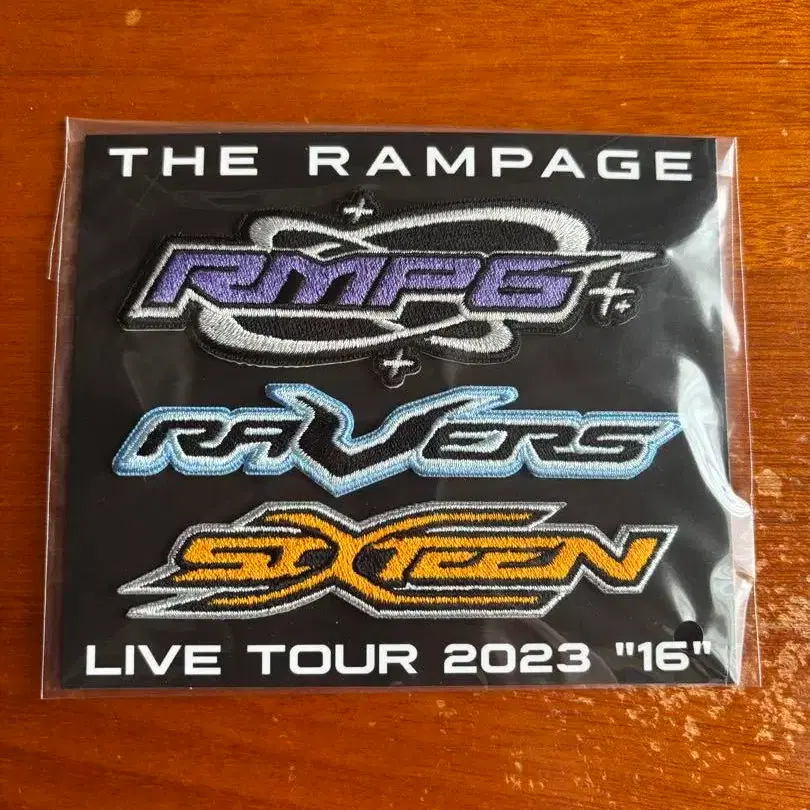 THE RAMPAGE
RMPG
RAVERS
SIXTEEN
LIVE TOUR 2023 "16"